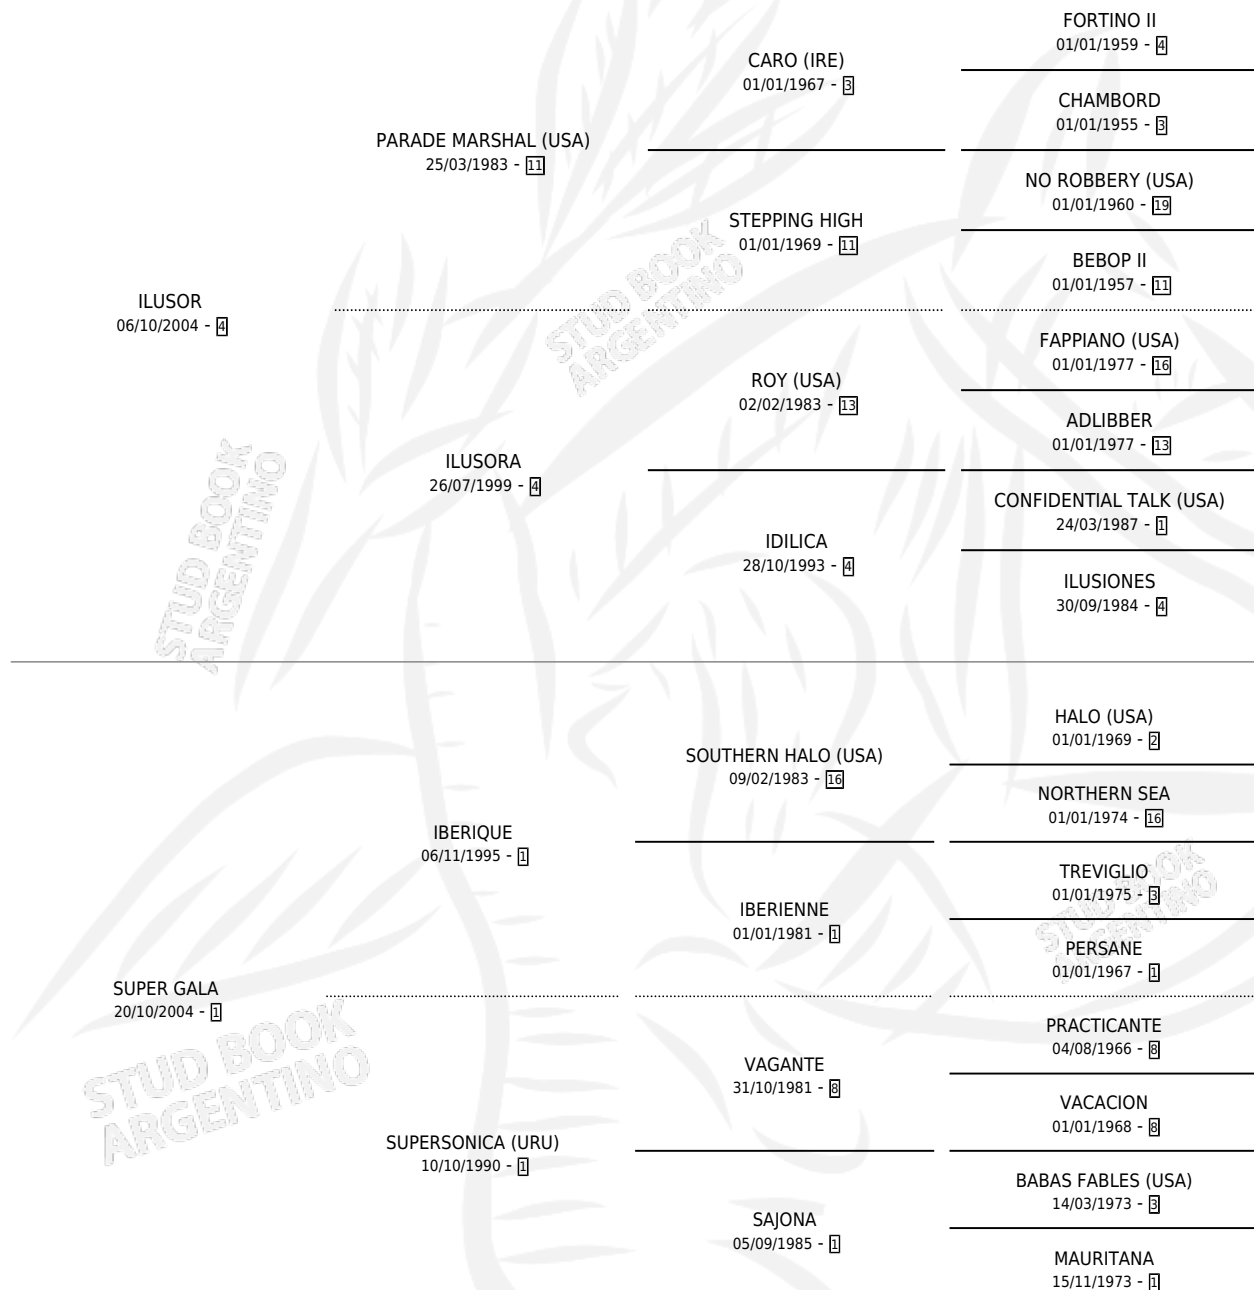 FORTINO II
01/01/1959 - 4
CARO (IRE)
01/01/1967 - 3
CHAMBORD
01/01/1955 - 3
PARADE MARSHAL (USA)
25/03/1983 - 11
NO ROBBERY (USA)
01/01/1960 - 19
STEPPING HIGH
01/01/1969 - 11
BEBOP II
01/01/1957 - 11
ILUSOR
06/10/2004 - 4
FAPPIANO (USA)
01/01/1977 - 16
ROY (USA)
02/02/1983 - 13
ADLIBBER
01/01/1977 - 13
ILUSORA
26/07/1999 - 4
CONFIDENTIAL TALK (USA)
24/03/1987 - 1
IDILICA
28/10/1993 - 4
ILUSIONES
30/09/1984 - 4
HALO (USA)
01/01/1969 - 2
SOUTHERN HALO (USA)
09/02/1983 - 16
NORTHERN SEA
01/01/1974 - 16
IBERIQUE
06/11/1995 - 1
TREVIGLIO
01/01/1975 - 3
IBERIENNE
01/01/1981 - 1
PERSANE
01/01/1967 - 1
SUPER GALA
20/10/2004 - 1
PRACTICANTE
04/08/1966 - 8
VAGANTE
31/10/1981 - 8
VACACION
01/01/1968 - 8
SUPERSONICA (URU)
10/10/1990 - 1
BABAS FABLES (USA)
14/03/1973 - 3
SAJONA
05/09/1985 - 1
MAURITANA
15/11/1973 - 1
STUD BOOK
ARGENTINO
STUD BOOK
ARGENTINO
STUD BOOK
ARGENTINO
STUD BOOK
ARGENTINO